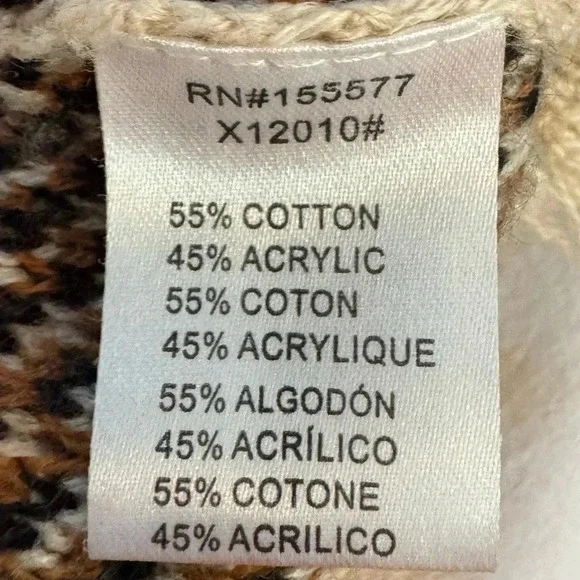 RN#155577
X12010#
55% COTTON
45% ACRYLIC
55% COTON
45% ACRYLIQUE
55% ALGODÓN
45% ACRÍLICO
55% COTONE
45% ACRILICO